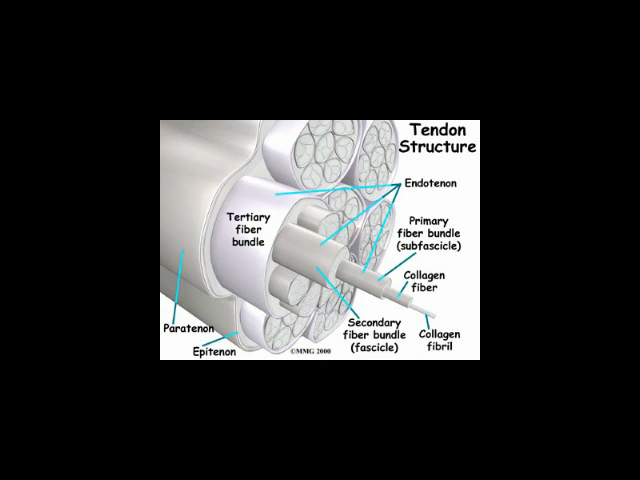 Tendon
Structure
Endotenon
Tertiary
fiber
bundle
Primary
fiber bundle
(subfascicle)
Collagen
fiber
Paratenon
Epitenon
©MMG 2000
Secondary
fiber bundle
(fascicle)
Collagen
fibril